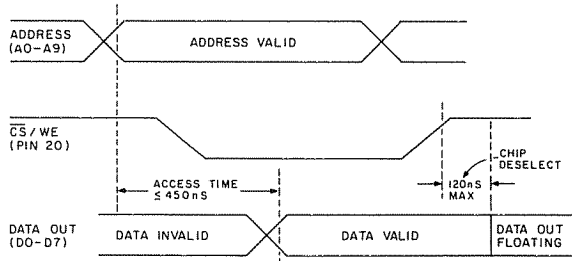 ADDRESS
(A0-A9)
ADDRESS VALID
CS/WE
(PIN 20)
CHIP
DESELECT
ACCESS TIME
≤ 450nS
120nS
MAX
DATA OUT
(D0-D7)
DATA INVALID
DATA VALID
DATA OUT
FLOATING